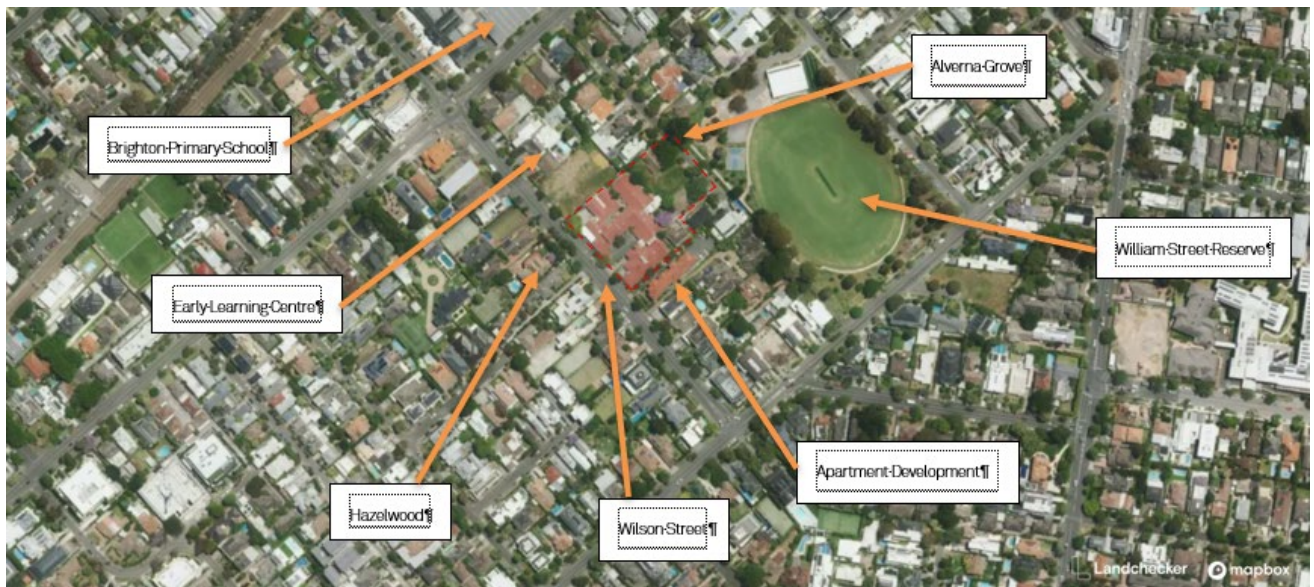 Alverna·Grove¶
Brighton·Primary·School¶
William·Street·Reserve¶
Early·Learning·Centre¶
Apartment·Development¶
Hazelwood¶
Wilson·Street¶
Landchecker mapbox